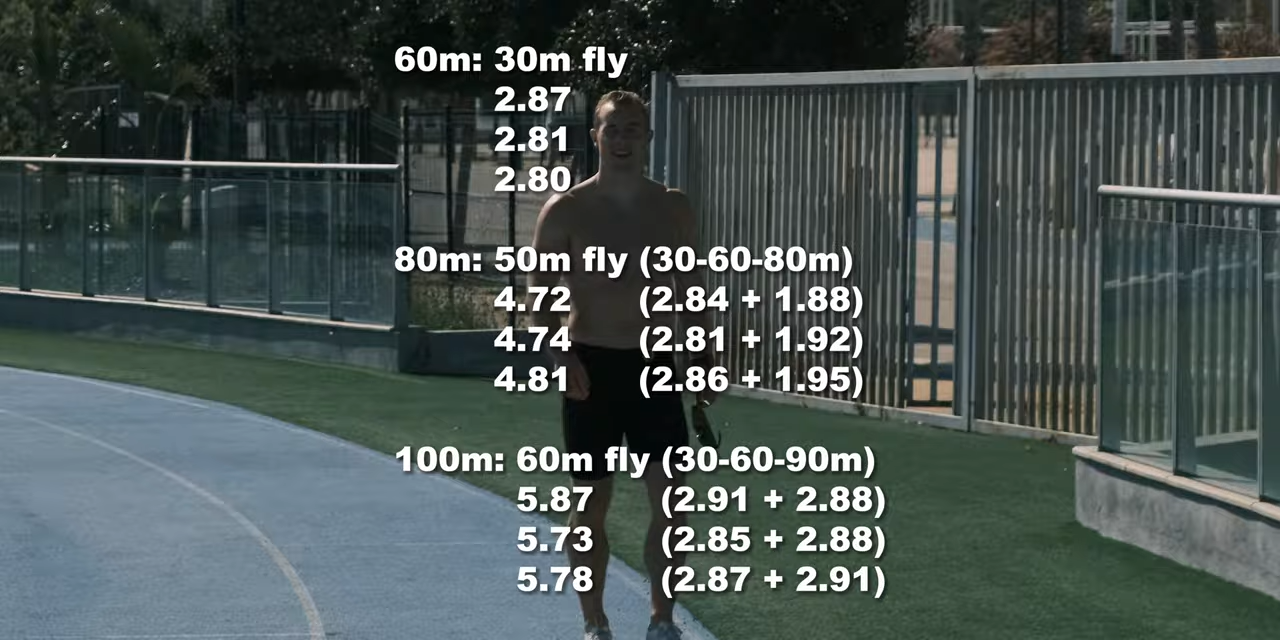 60m: 30m fly
2.87
2.81
2.80
80m: 50m fly (30-60-80m)
4.72 (2.84 + 1.88)
4.74 (2.81 + 1.92)
4.81 (2.86 + 1.95)
100m: 60m fly (30-60-90m)
5.87 (2.91 + 2.88)
5.73 (2.85 + 2.88)
5.78 (2.87 + 2.91)